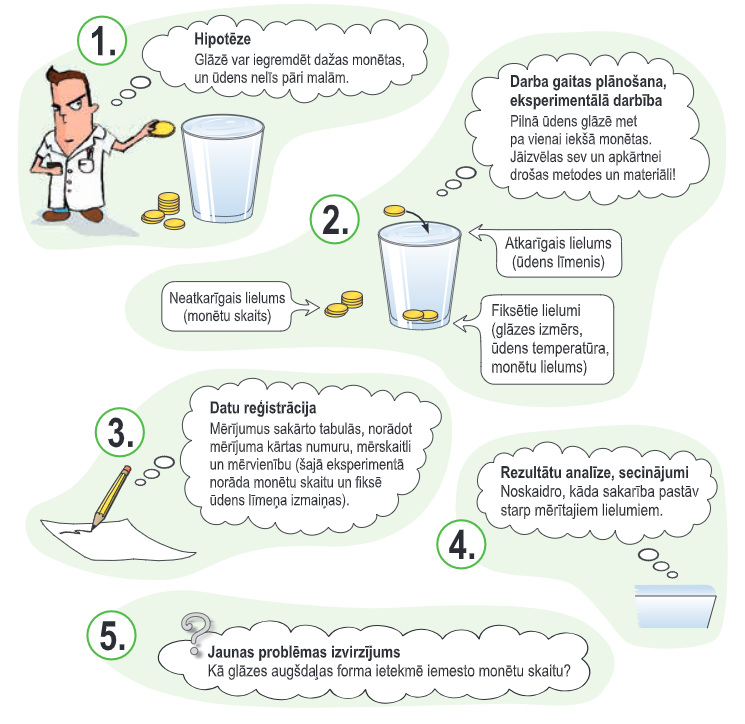 1.
Hipotēze
Glāzē var iegremdēt dažas monētas,
un ūdens nelīs pāri malām.
2.
Darba gaitas plānošana,
eksperimentālā darbība
Pilnā ūdens glāzē met
pa vienai iekšā monētas.
Jāizvēlas sev un apkārtnei
drošas metodes un materiāli!
Atkarīgais lielums
(ūdens līmenis)
Neatkarīgais lielums
(monētu skaits)
Fiksētie lielumi
(glāzes izmērs,
ūdens temperatūra,
monētu lielums)
3.
Datu reģistrācija
Mērījumus sakārto tabulās, norādot
mērījuma kārtas numuru, mērskaitli
un mērvienību (šajā eksperimentā
norāda monētu skaitu un fiksē
ūdens līmeņa izmaiņas).
4.
Rezultātu analīze, secinājumi
Noskaidro, kāda sakarība pastāv
starp mērītajiem lielumiem.
5.
?
Jaunas problēmas izvirzījums
Kā glāzes augšdaļas forma ietekmē iemesto monētu skaitu?